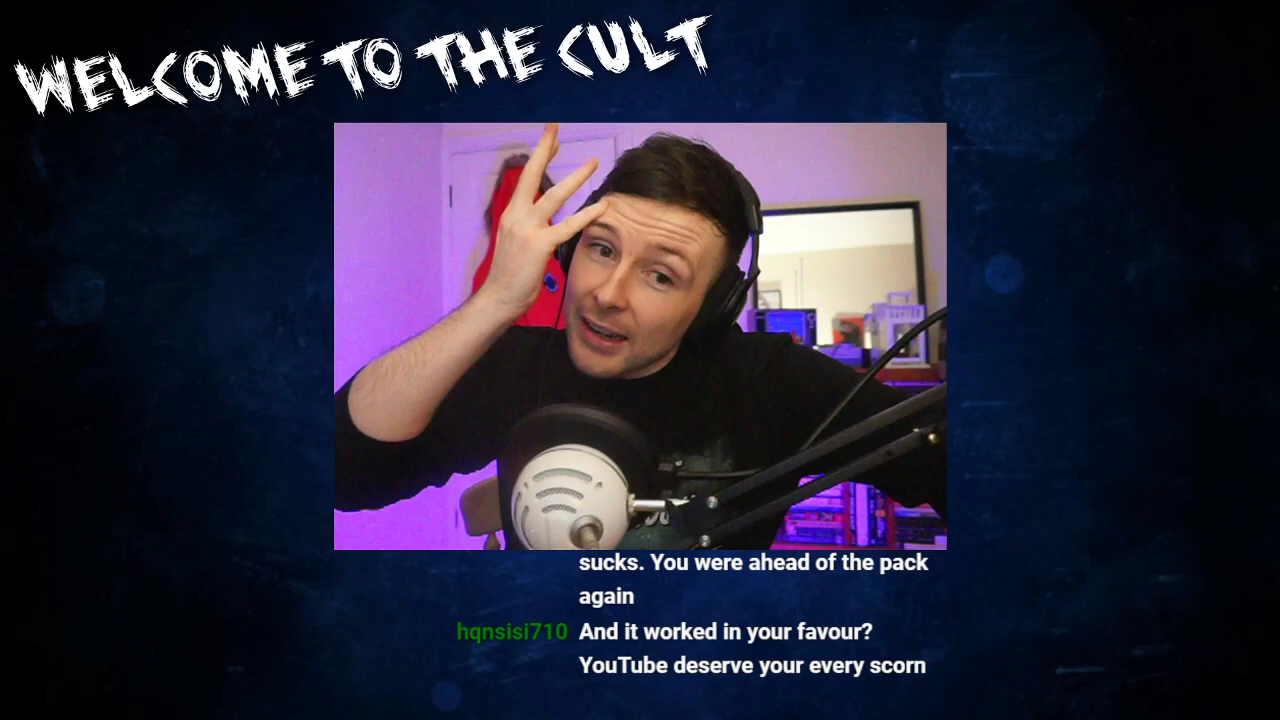 WELCOME TO THE CULT
sucks. You were ahead of the pack
again
hqnsisi710 And it worked in your favour?
YouTube deserve your every scorn